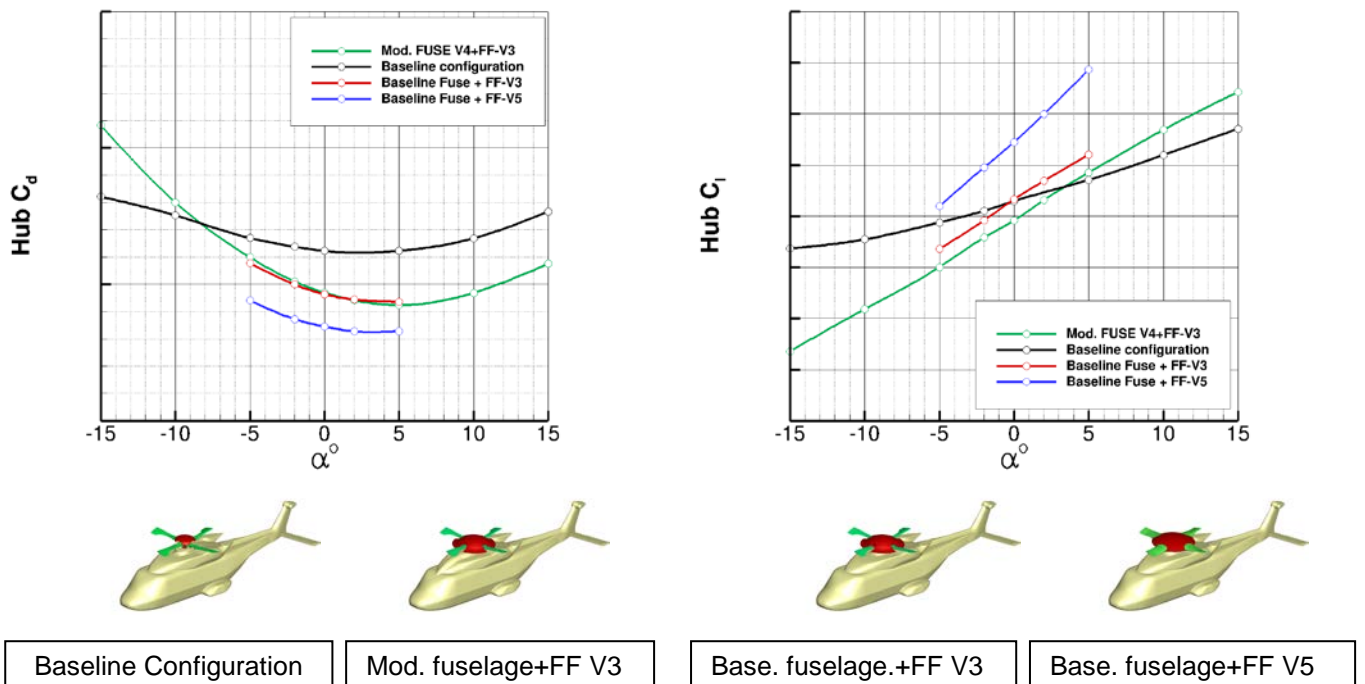 Mod. FUSE V4+FF-V3
Baseline configuration
Baseline Fuse + FF-V3
Baseline Fuse + FF-V5
Hub Cd
-15 -10 -5 0 5 10 15
α°
Mod. FUSE V4+FF-V3
Baseline configuration
Baseline Fuse + FF-V3
Baseline Fuse + FF-V5
Hub Cl
-15 -10 -5 0 5 10 15
α°
Baseline Configuration
Mod. fuselage+FF V3
Base. fuselage.+FF V3
Base. fuselage+FF V5